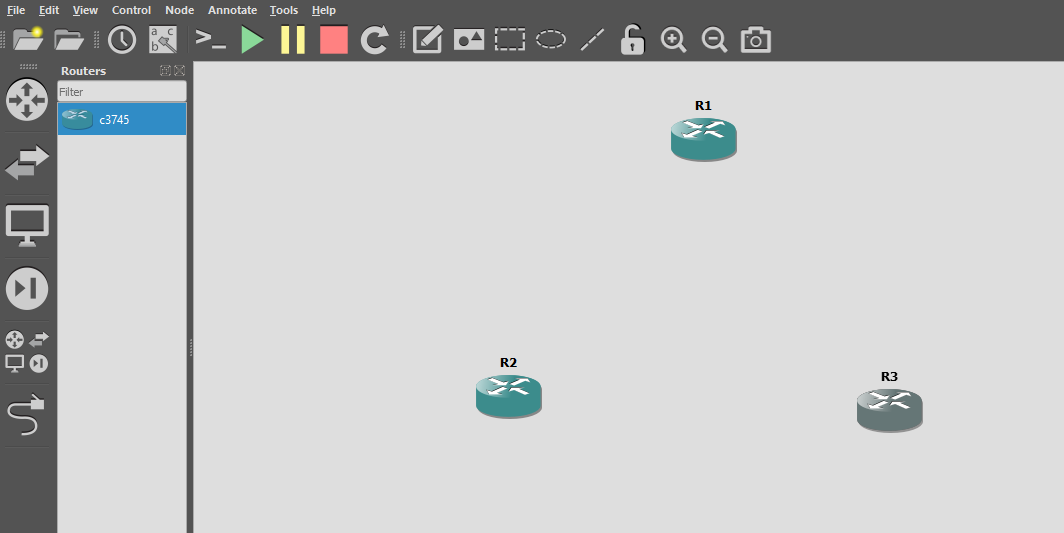 File Edit View Control Node Annotate Tools Help
a c
b
>_
Routers
Filter
c3745
R1
R2
R3